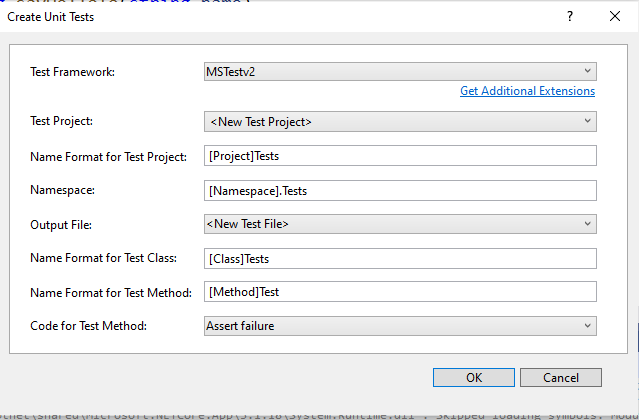 Create Unit Tests
?
Test Framework: MSTestv2
Get Additional Extensions
Test Project: <New Test Project>
Name Format for Test Project: [Project]Tests
Namespace: [Namespace].Tests
Output File: <New Test File>
Name Format for Test Class: [Class]Tests
Name Format for Test Method: [Method]Test
Code for Test Method: Assert failure
OK Cancel